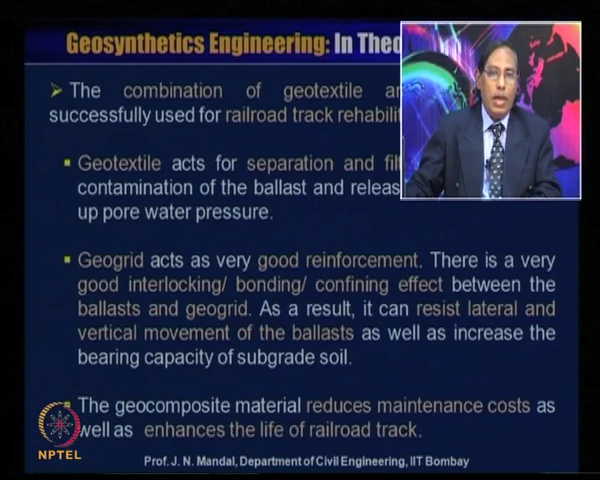 Geosynthetics Engineering: In Theo
➤ The combination of geotextile an
successfully used for railroad track rehabilit
▪ Geotextile acts for separation and filt
contamination of the ballast and releas
up pore water pressure.
▪ Geogrid acts as very good reinforcement. There is a very
good interlocking/ bonding/ confining effect between the
ballasts and geogrid. As a result, it can resist lateral and
vertical movement of the ballasts as well as increase the
bearing capacity of subgrade soil.
▪ The geocomposite material reduces maintenance costs as
well as enhances the life of railroad track.
NPTEL
Prof. J. N. Mandal, Department of Civil Engineering, IIT Bombay